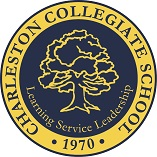 CHARLESTON COLLEGIATE SCHOOL
Learning Service Leadership
• 1970 •